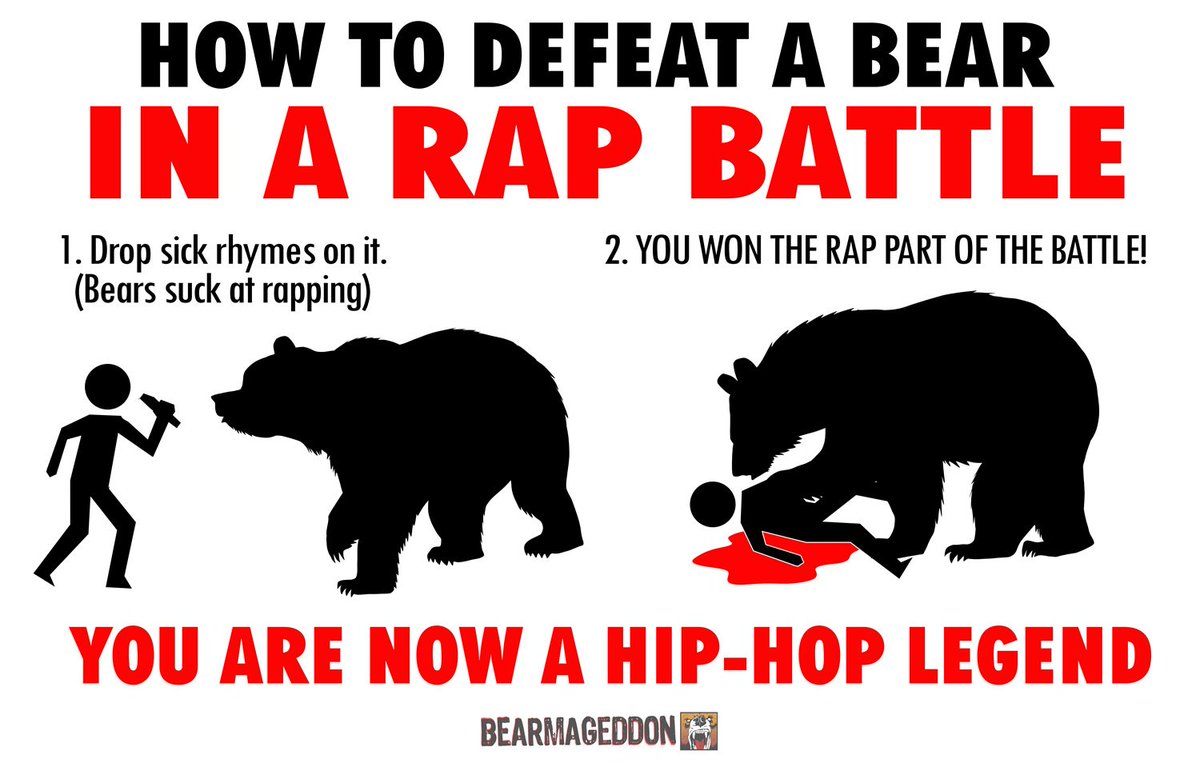 HOW TO DEFEAT A BEAR
IN A RAP BATTLE
1. Drop sick rhymes on it.
(Bears suck at rapping)
2. YOU WON THE RAP PART OF THE BATTLE!
YOU ARE NOW A HIP-HOP LEGEND
BEARMAGEDDON